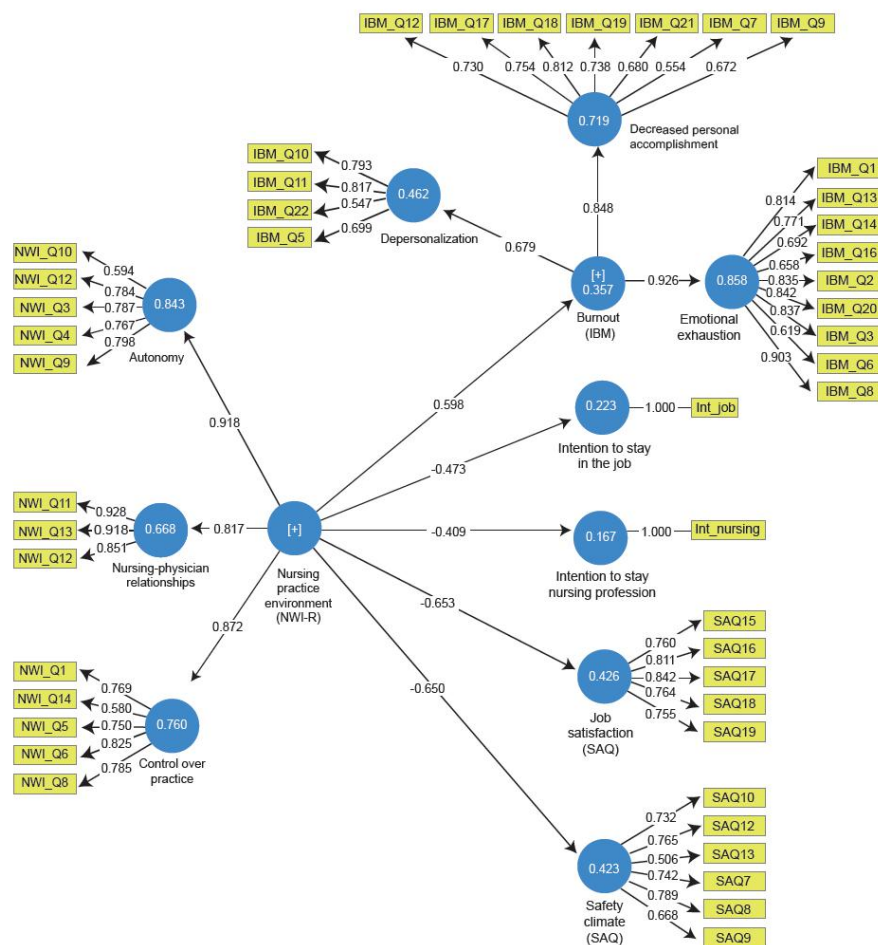 IBM_Q12 IBM_Q17 IBM_Q18 IBM_Q19 IBM_Q21 IBM_Q7 IBM_Q9
0.730 0.754 0.812 0.738 0.680 0.554 0.672
0.719
Decreased personal
accomplishment
IBM_Q10
IBM_Q11
IBM_Q22
IBM_Q5
0.793
0.817
0.547
0.699
0.462
Depersonalization
0.679
0.848
[+]
0.357
Burnout
(IBM)
0.926
0.858
Emotional
exhaustion
0.814
0.771
0.692
0.658
0.835
0.842
0.837
0.619
0.903
IBM_Q1
IBM_Q13
IBM_Q14
IBM_Q16
IBM_Q2
IBM_Q20
IBM_Q3
IBM_Q6
IBM_Q8
NWI_Q10
NWI_Q12
NWI_Q3
NWI_Q4
NWI_Q9
0.594
0.784
0.787
0.767
0.798
0.843
Autonomy
0.918
0.598
-0.473
0.223
1.000
Int_job
Intention to stay
in the job
NWI_Q11
NWI_Q13
NWI_Q12
0.928
0.918
0.851
0.668
Nursing-physician
relationships
0.817
[+]
Nursing
practice
environment
(NWI-R)
-0.409
0.167
1.000
Int_nursing
Intention to stay
nursing profession
0.872
-0.653
-0.650
NWI_Q1
NWI_Q14
NWI_Q5
NWI_Q6
NWI_Q8
0.769
0.580
0.750
0.825
0.785
0.760
Control over
practice
0.426
Job
satisfaction
(SAQ)
0.760
0.811
0.842
0.764
0.755
SAQ15
SAQ16
SAQ17
SAQ18
SAQ19
0.423
Safety
climate
(SAQ)
0.732
0.765
0.506
0.742
0.789
0.668
SAQ10
SAQ12
SAQ13
SAQ7
SAQ8
SAQ9